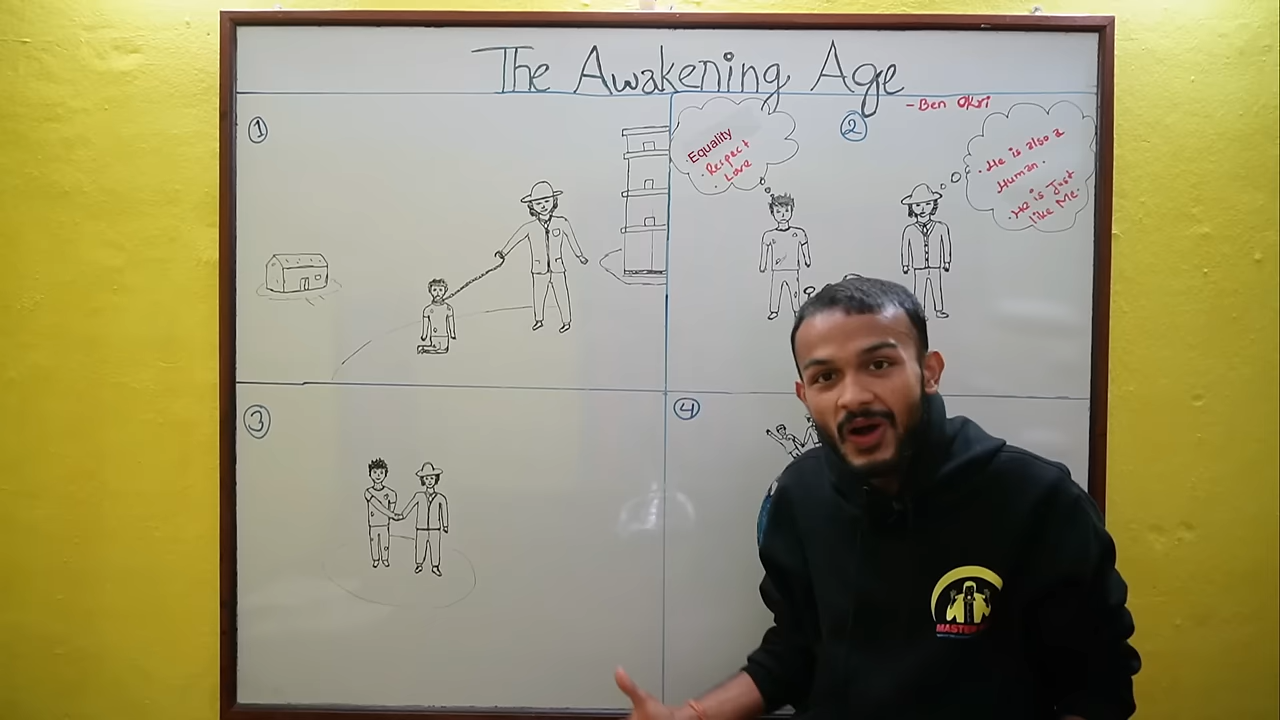 The Awakening Age
- Ben Okri
1
2
Equality
. Respect
. Love
. He is also a
Human.
. He is Just
like Me.
3
4
MASTER